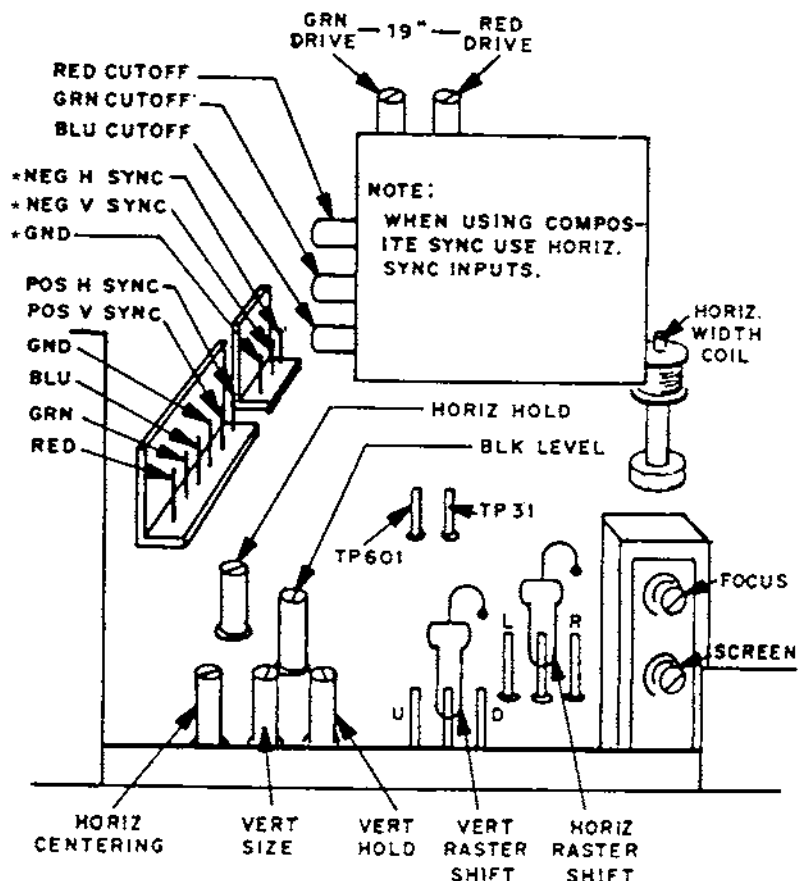 GRN DRIVE
19"
RED DRIVE
RED CUTOFF
GRN CUTOFF
BLU CUTOFF
*NEG H SYNC
*NEG V SYNC
*GND
POS H SYNC
POS V SYNC
GND
BLU
GRN
RED
NOTE:
WHEN USING COMPOS-
ITE SYNC USE HORIZ.
SYNC INPUTS.
HORIZ.
WIDTH
COIL
HORIZ HOLD
BLK LEVEL
TP601
TP31
FOCUS
SCREEN
L
R
U
D
HORIZ
CENTERING
VERT
SIZE
VERT
HOLD
VERT
RASTER
SHIFT
HORIZ
RASTER
SHIFT